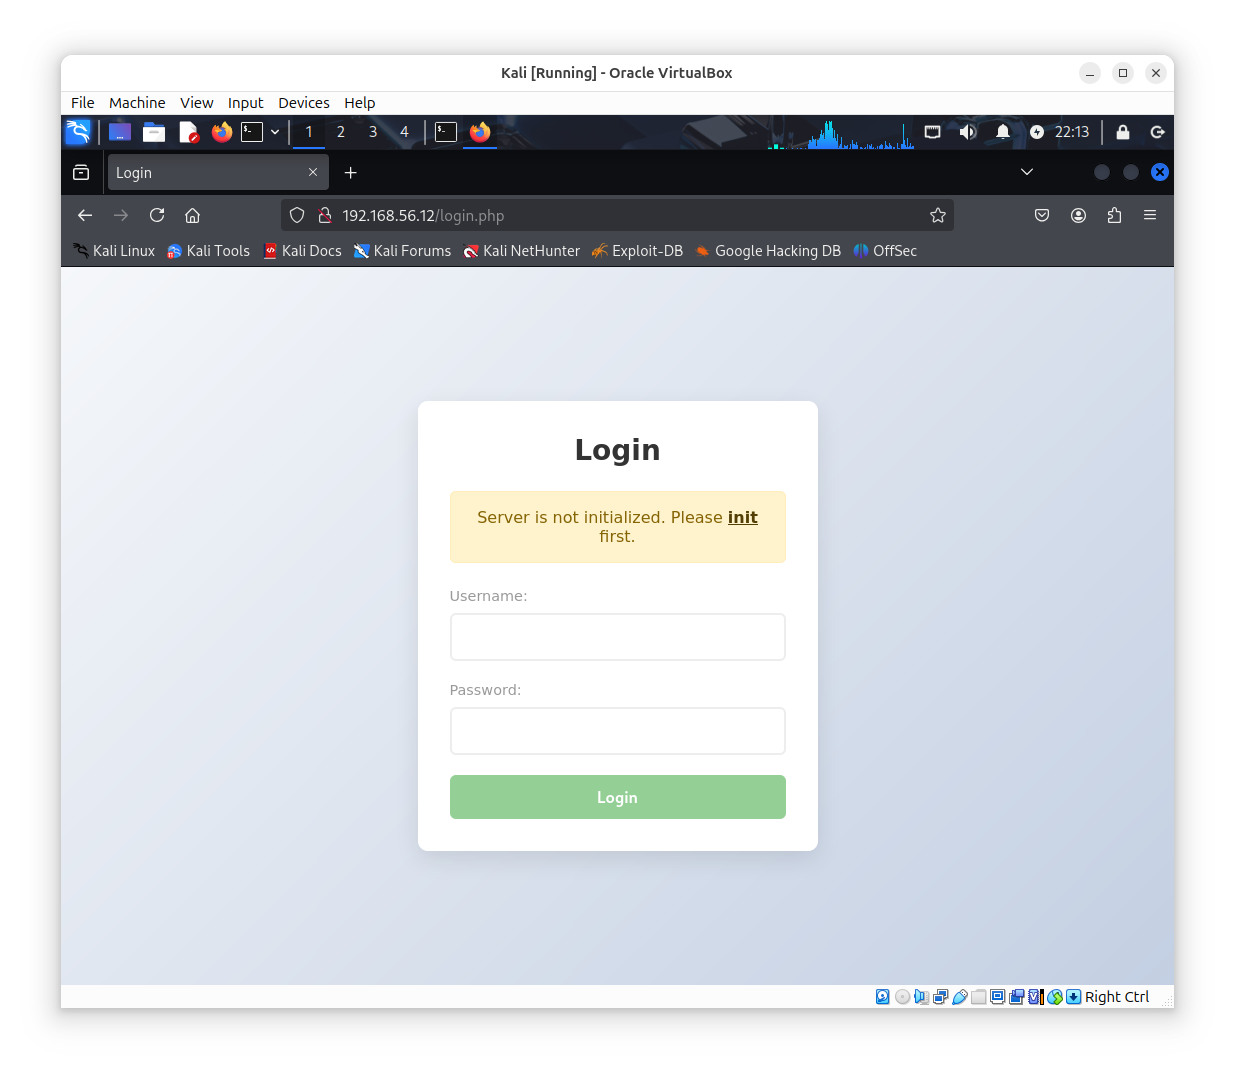 Kali [Running] - Oracle VirtualBox
File Machine View Input Devices Help
1 2 3 4 22:13
Login
192.168.56.12/login.php
Kali Linux Kali Tools Kali Docs Kali Forums Kali NetHunter Exploit-DB Google Hacking DB OffSec
Login
Server is not initialized. Please init
first.
Username:
Password:
Login
Right Ctrl